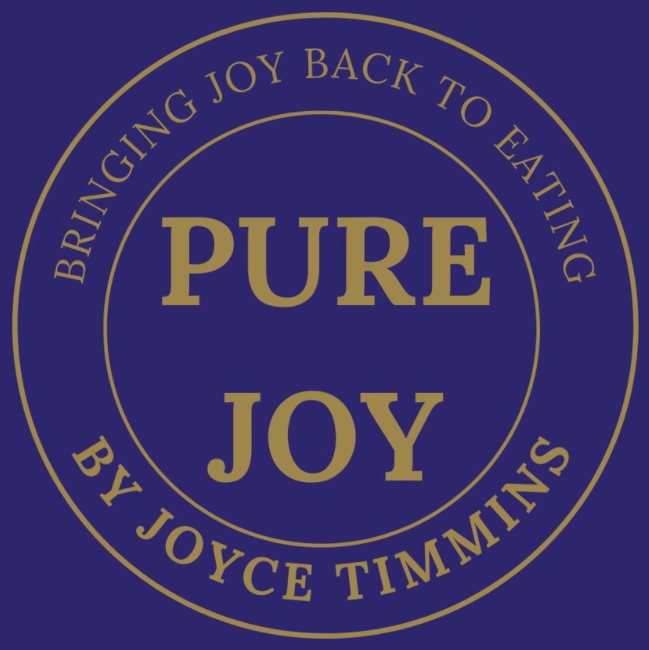 BRINGING JOY BACK TO EATING
PURE
JOY
BY JOYCE TIMMINS